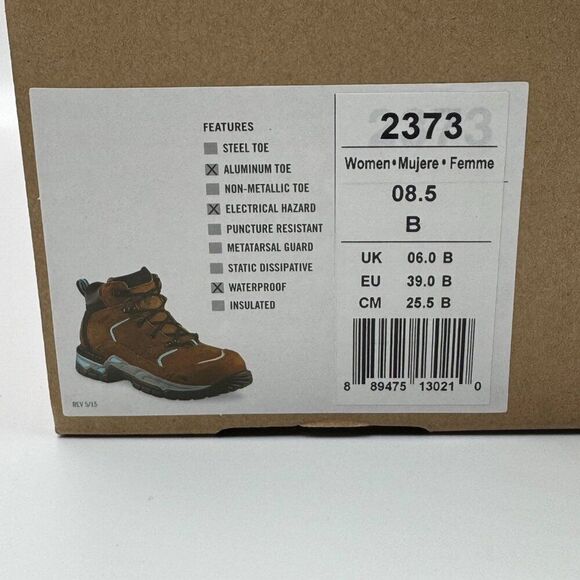 FEATURES
STEEL TOE
ALUMINUM TOE
NON-METALLIC TOE
ELECTRICAL HAZARD
PUNCTURE RESISTANT
METATARSAL GUARD
STATIC DISSIPATIVE
WATERPROOF
INSULATED
REV 5/15
2373
Women•Mujere•Femme
08.5
B
UK 06.0 B
EU 39.0 B
CM 25.5 B
8 89475 13021 0